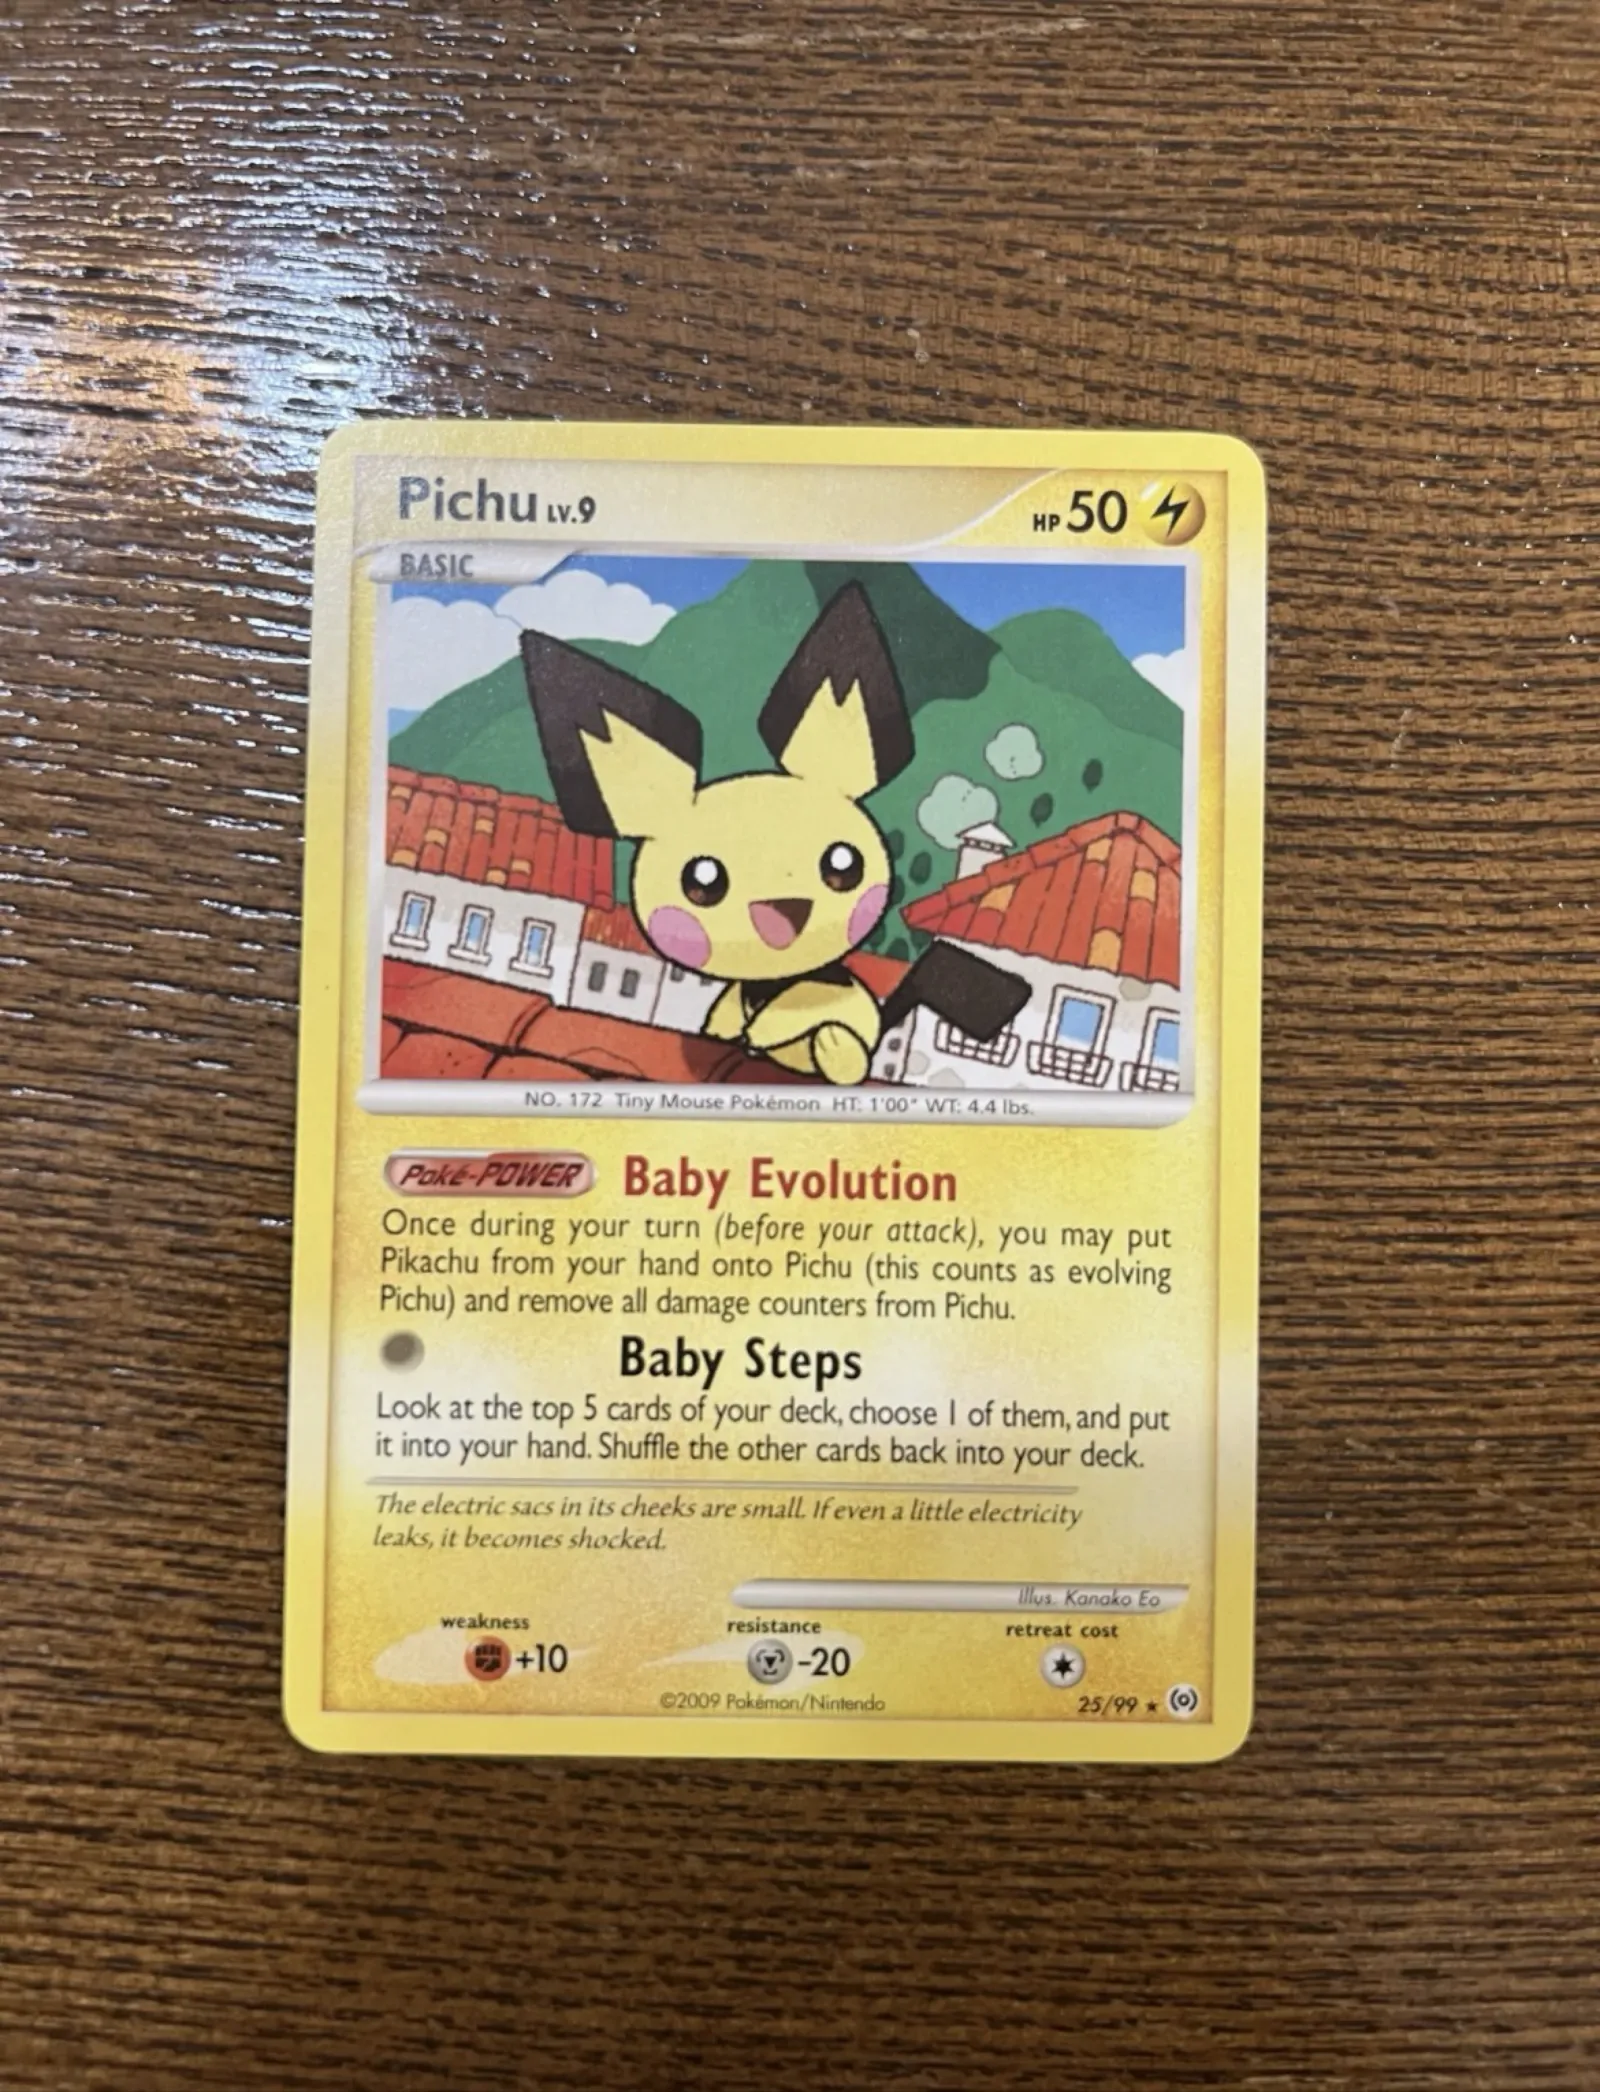 Pichu LV.9
HP 50
BASIC
NO. 172 Tiny Mouse Pokémon HT: 1'00" WT: 4.4 lbs.
Poké-POWER Baby Evolution
Once during your turn (before your attack), you may put
Pikachu from your hand onto Pichu (this counts as evolving
Pichu) and remove all damage counters from Pichu.
Baby Steps
Look at the top 5 cards of your deck, choose 1 of them, and put
it into your hand. Shuffle the other cards back into your deck.
The electric sacs in its cheeks are small. If even a little electricity
leaks, it becomes shocked.
Illus. Kanako Eo
weakness
+10
resistance
-20
retreat cost
©2009 Pokémon/Nintendo
25/99 ★